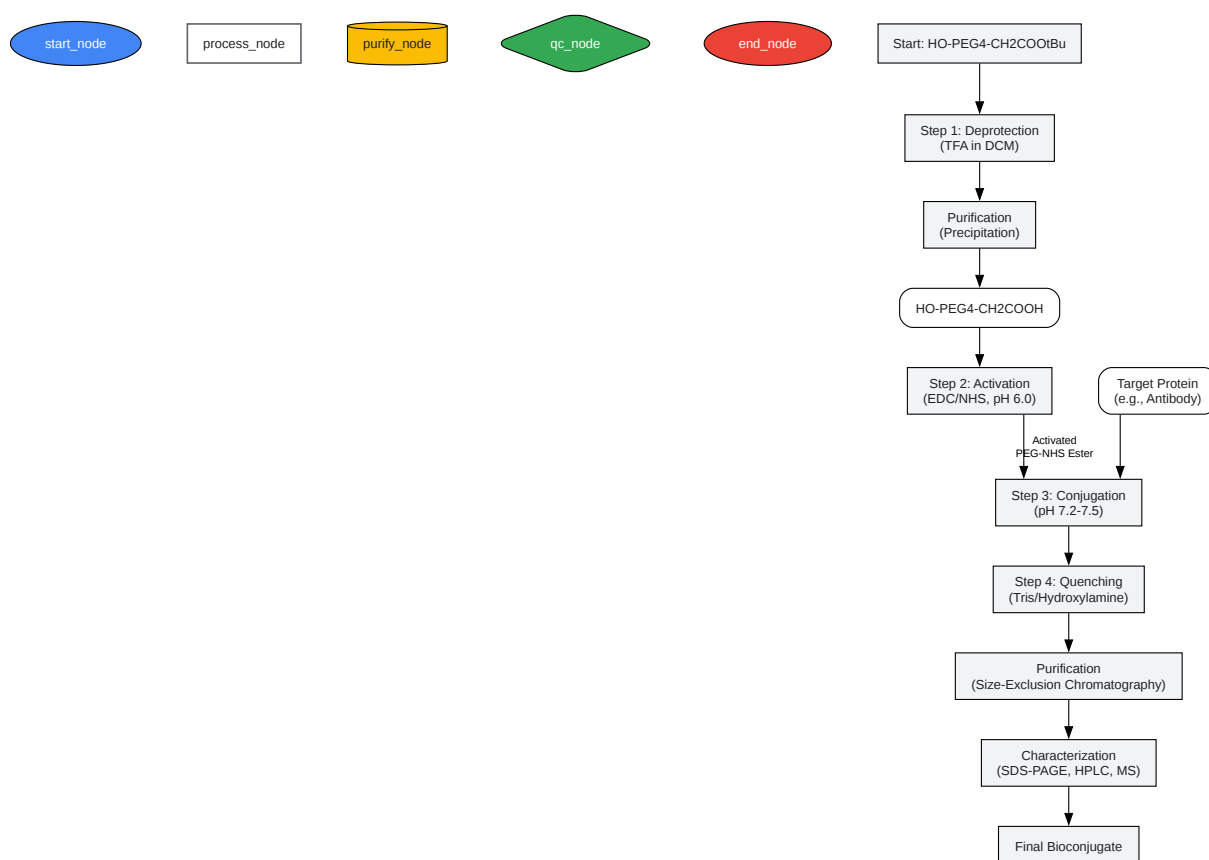 start_node
process_node
purify_node
qc_node
end_node
Start: HO-PEG4-CH2COOtBu
Step 1: Deprotection
(TFA in DCM)
Purification
(Precipitation)
HO-PEG4-CH2COOH
Step 2: Activation
(EDC/NHS, pH 6.0)
Target Protein
(e.g., Antibody)
Activated
PEG-NHS Ester
Step 3: Conjugation
(pH 7.2-7.5)
Step 4: Quenching
(Tris/Hydroxylamine)
Purification
(Size-Exclusion Chromatography)
Characterization
(SDS-PAGE, HPLC, MS)
Final Bioconjugate